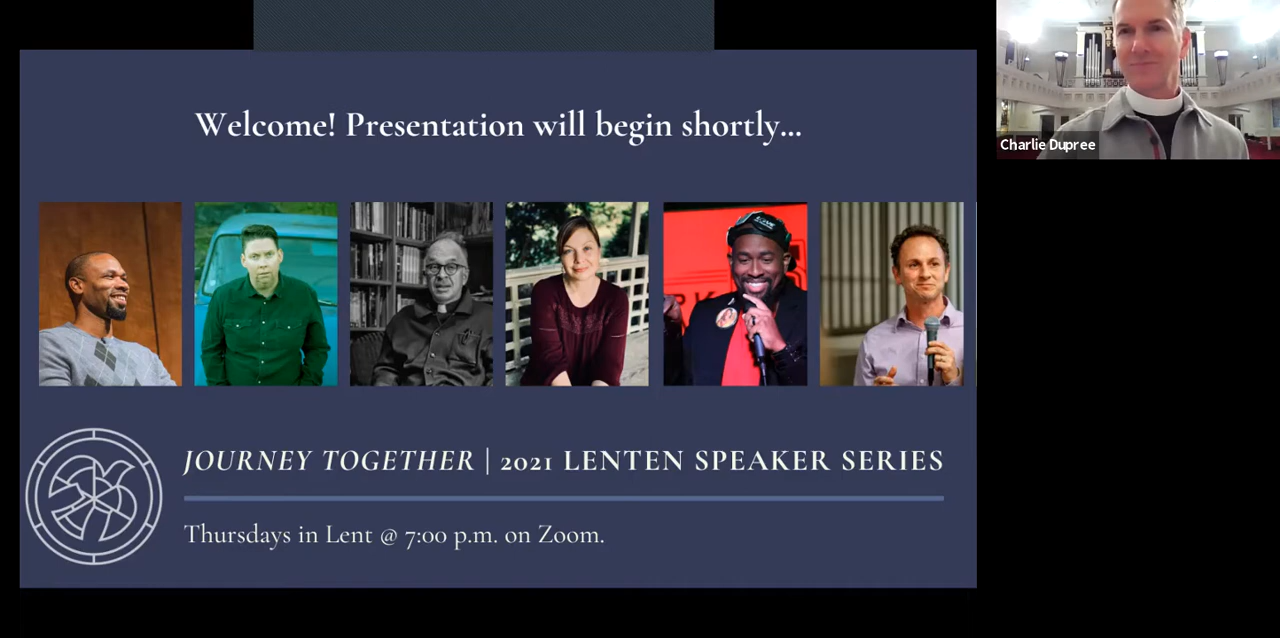 Welcome! Presentation will begin shortly...
Charlie Dupree
JOURNEY TOGETHER | 2021 LENTEN SPEAKER SERIES
Thursdays in Lent @ 7:00 p.m. on Zoom.